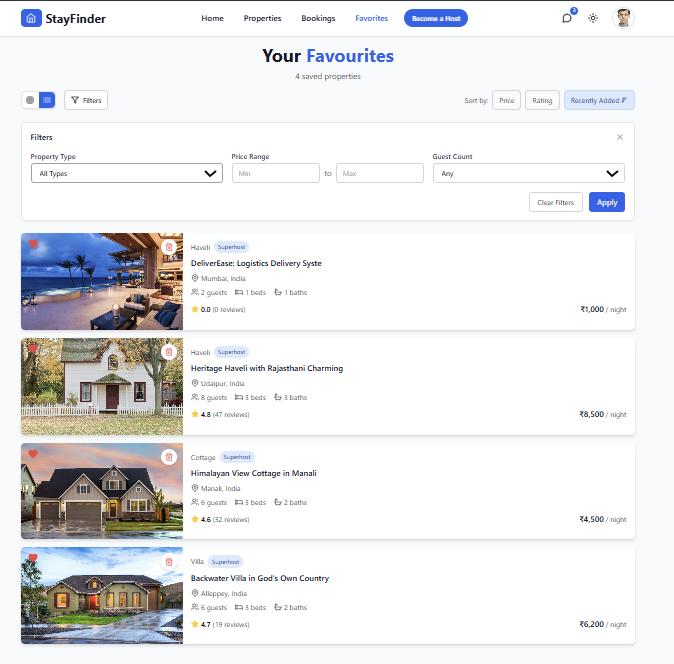 StayFinder Home Properties Bookings Favorites Become a Host 3
Your Favourites
4 saved properties
Filters Sort by: Price Rating Recently Added
Filters
Property Type Price Range Guest Count
All Types Min to Max Any
Clear Filters Apply
Haveli Superhost
DeliverEase: Logistics Delivery Syste
Mumbai, India
2 guests 1 beds 1 baths
0.0 (0 reviews) ₹1,000 / night
Haveli Superhost
Heritage Haveli with Rajasthani Charming
Udaipur, India
8 guests 3 beds 3 baths
4.8 (47 reviews) ₹8,500 / night
Cottage Superhost
Himalayan View Cottage in Manali
Manali, India
6 guests 3 beds 2 baths
4.6 (32 reviews) ₹4,500 / night
Villa Superhost
Backwater Villa in God's Own Country
Alleppey, India
6 guests 3 beds 2 baths
4.7 (19 reviews) ₹6,200 / night